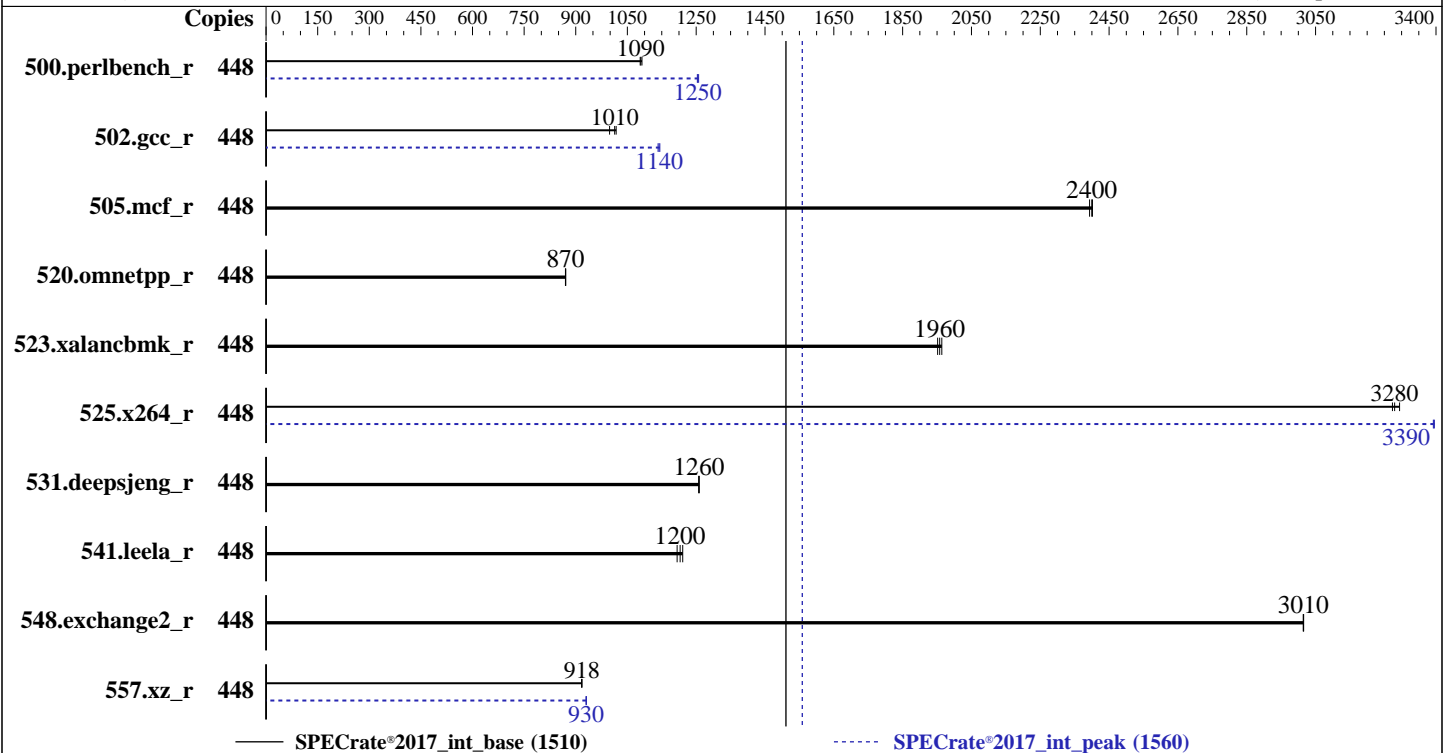 Copies 0 150 300 450 600 750 900 1050 1250 1450 1650 1850 2050 2250 2450 2650 2850 3050 3400
1090
500.perlbench_r 448
1250
1010
502.gcc_r 448
1140
2400
505.mcf_r 448
870
520.omnetpp_r 448
1960
523.xalancbmk_r 448
3280
525.x264_r 448
3390
1260
531.deepsjeng_r 448
1200
541.leela_r 448
3010
548.exchange2_r 448
918
557.xz_r 448
930
SPECrate®2017_int_base (1510) SPECrate®2017_int_peak (1560)